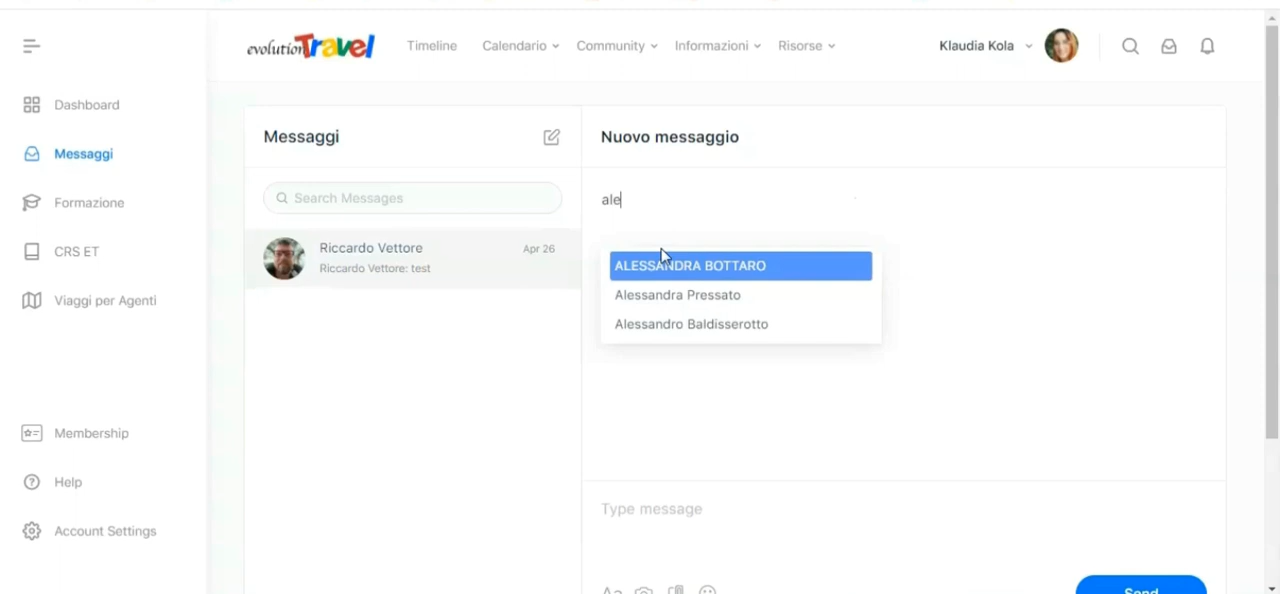 evolution Travel
Timeline
Calendario
Community
Informazioni
Risorse
Klaudia Kola
Dashboard
Messaggi
Formazione
CRS ET
Viaggi per Agenti
Membership
Help
Account Settings
Messaggi
Search Messages
Riccardo Vettore
Apr 26
Riccardo Vettore: test
Nuovo messaggio
ale
ALESSANDRA BOTTARO
Alessandra Pressato
Alessandro Baldisserotto
Type message
Aa
Send